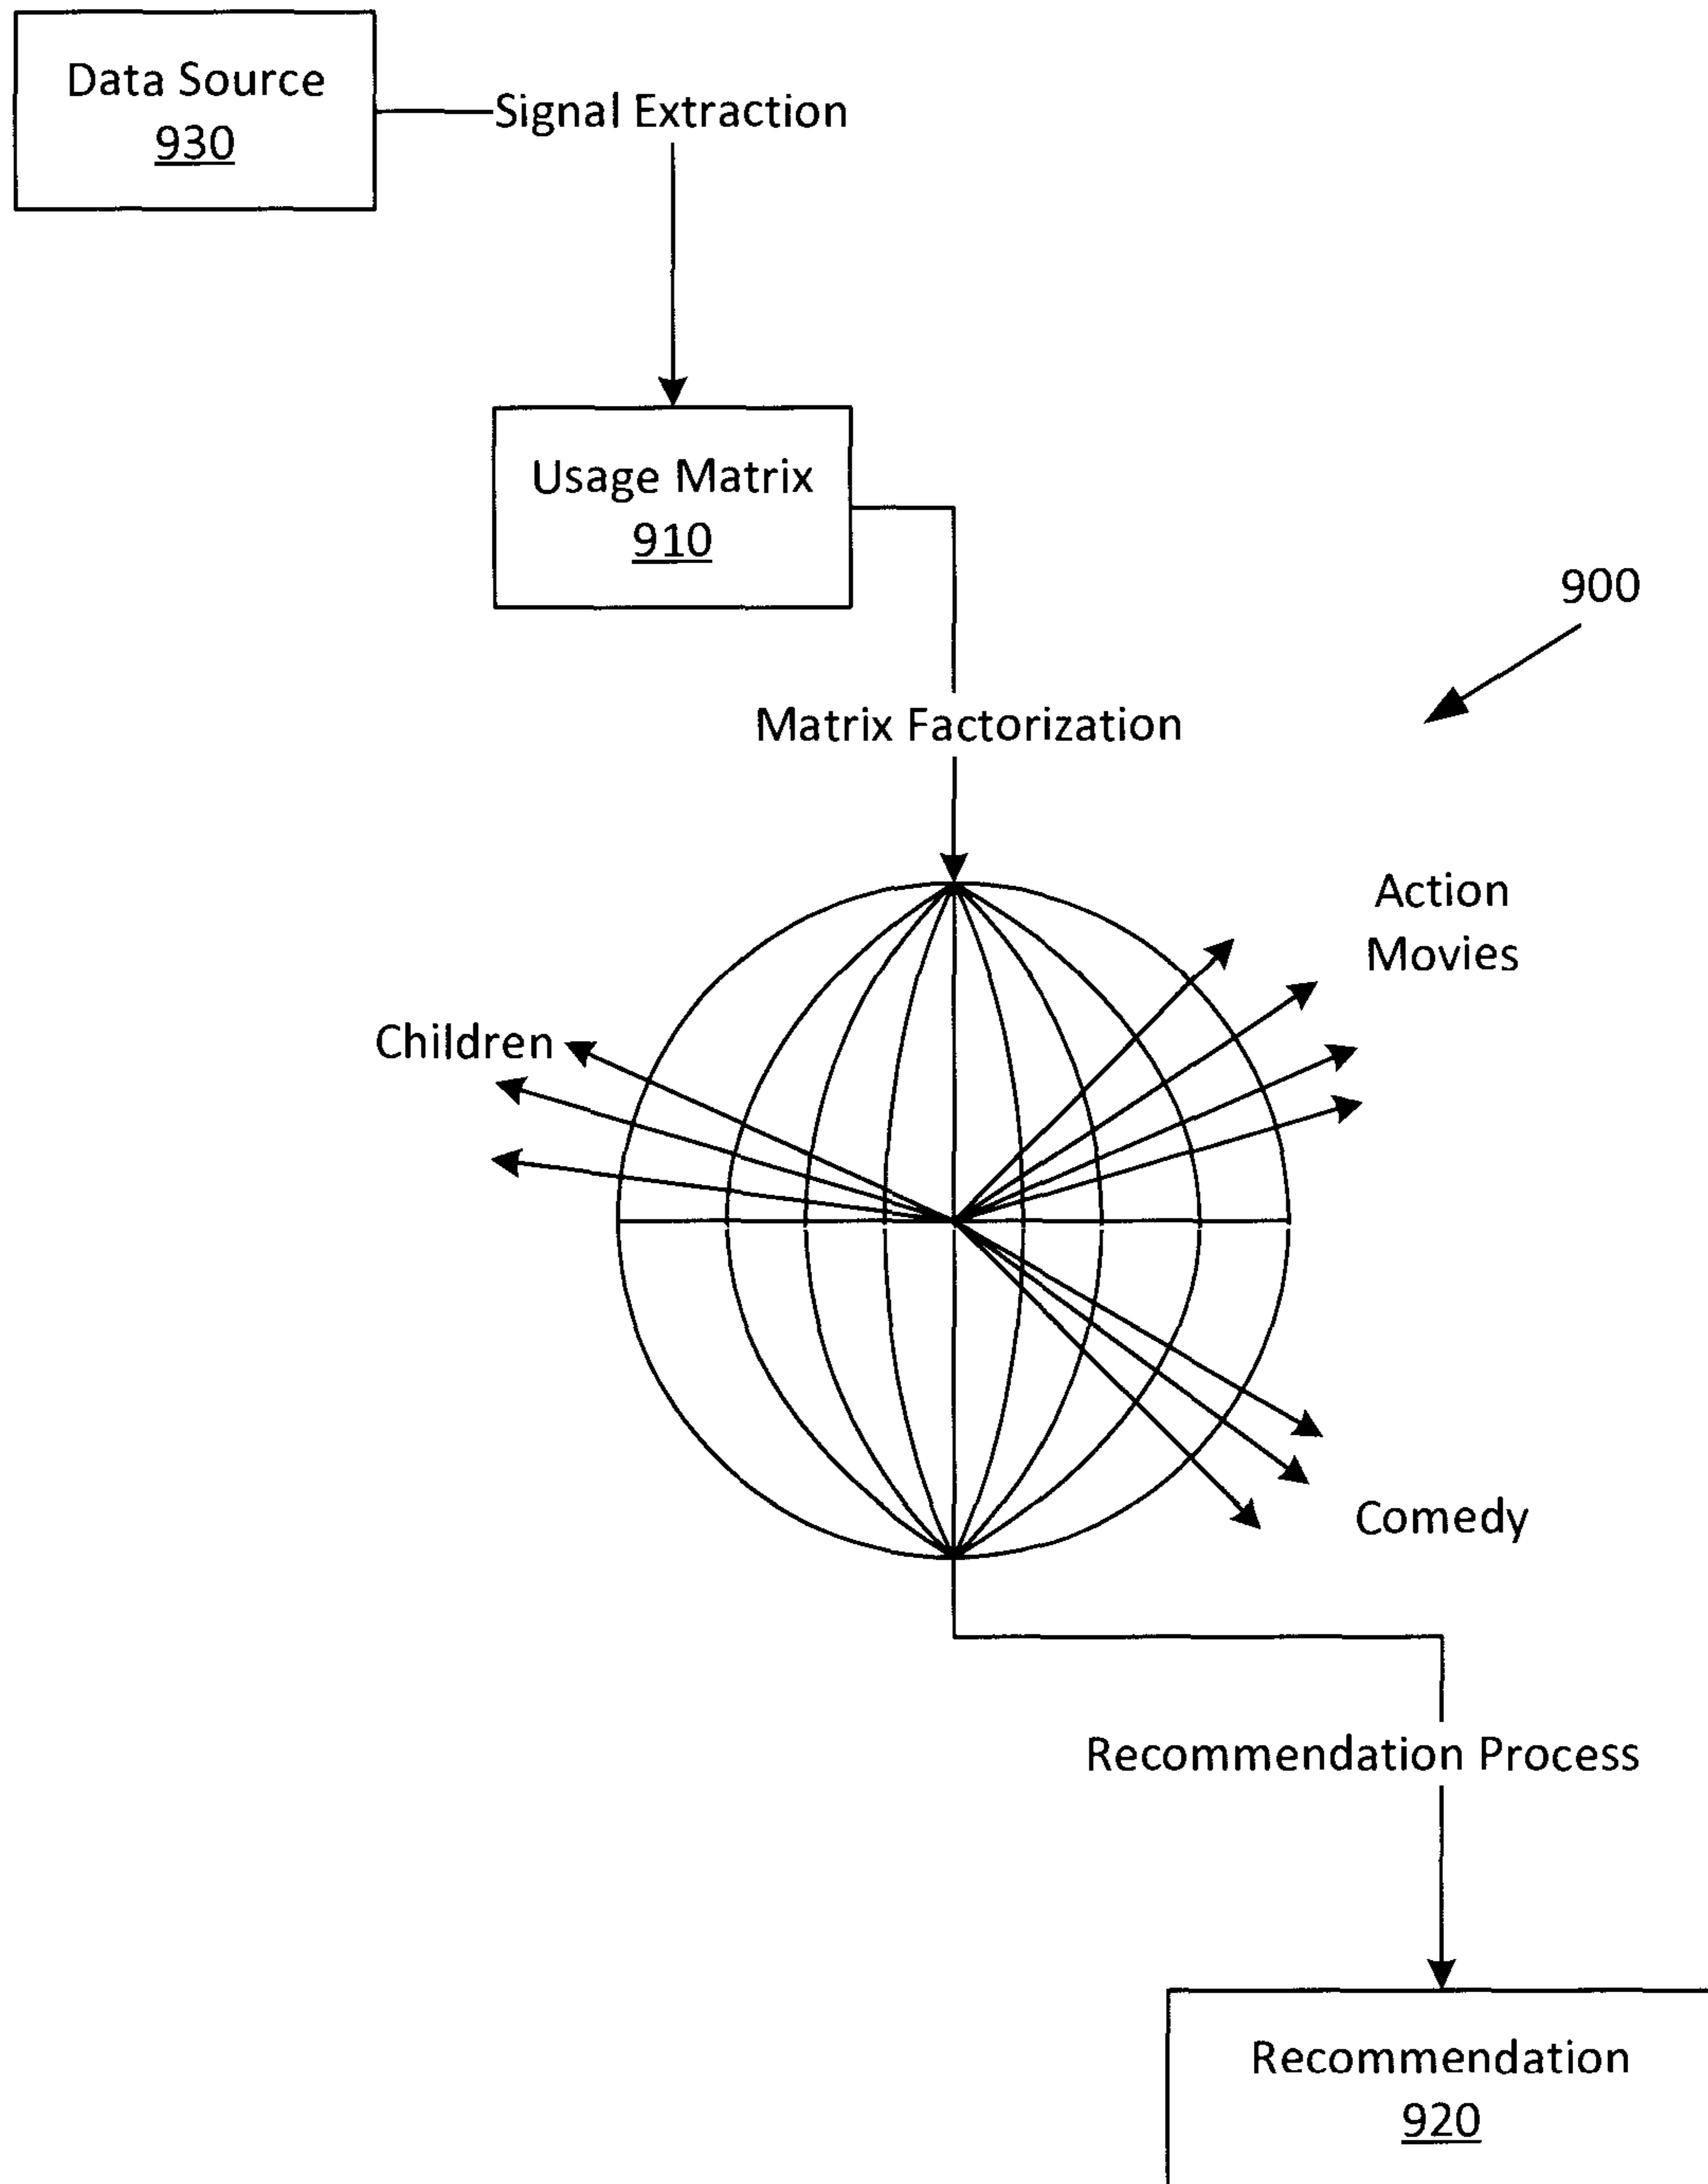 Data Source
930
Signal Extraction
Usage Matrix
910
900
Matrix Factorization
Action
Movies
Children
Comedy
Recommendation Process
Recommendation
920